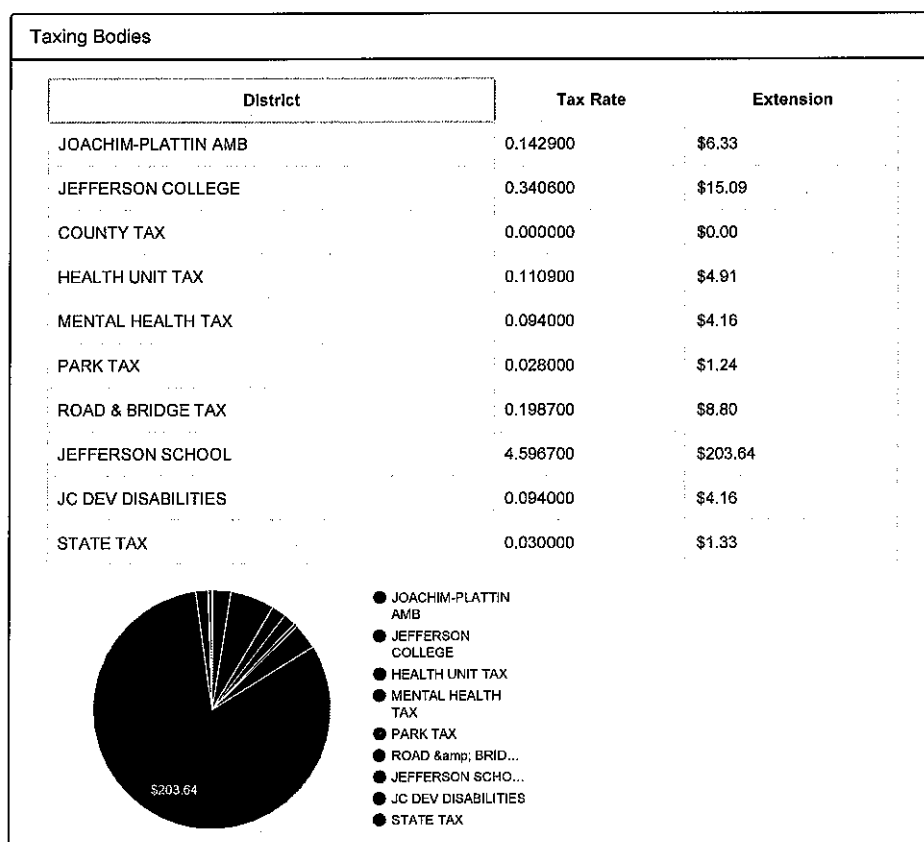 Taxing Bodies
District Tax Rate Extension
JOACHIM-PLATTIN AMB 0.142900 $6.33
JEFFERSON COLLEGE 0.340600 $15.09
COUNTY TAX 0.000000 $0.00
HEALTH UNIT TAX 0.110900 $4.91
MENTAL HEALTH TAX 0.094000 $4.16
PARK TAX 0.028000 $1.24
ROAD & BRIDGE TAX 0.198700 $8.80
JEFFERSON SCHOOL 4.596700 $203.64
JC DEV DISABILITIES 0.094000 $4.16
STATE TAX 0.030000 $1.33
$203.64
JOACHIM-PLATTIN
AMB
JEFFERSON
COLLEGE
HEALTH UNIT TAX
MENTAL HEALTH
TAX
PARK TAX
ROAD &amp; BRID...
JEFFERSON SCHO...
JC DEV DISABILITIES
STATE TAX